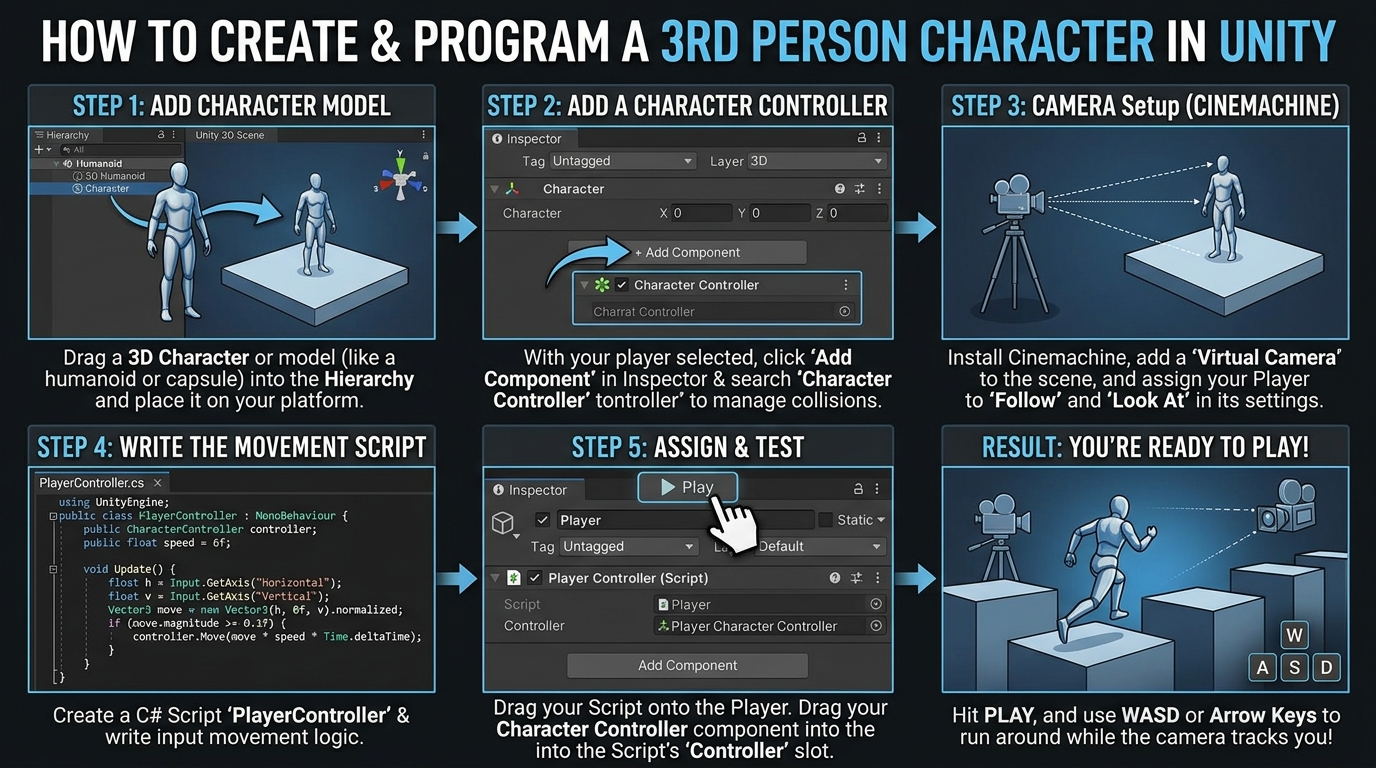 HOW TO CREATE & PROGRAM A 3RD PERSON CHARACTER IN UNITY
STEP 1: ADD CHARACTER MODEL
Hierarchy
Unity 3D Scene
All
Humanaid
S0 Humanoid
Character
Y
3
Drag a 3D Character or model (like a
humanoid or capsule) into the Hierarchy
and place it on your platform.
STEP 2: ADD A CHARACTER CONTROLLER
Inspector
Tag Untagged Layer 3D
Character
Character X 0 Y 0 Z 0
+ Add Component
Character Controller
Charrat Controller
With your player selected, click ‘Add
Component’ in Inspector & search ‘Character
Controller’ tontroller’ to manage collisions.
STEP 3: CAMERA Setup (CINEMACHINE)
Install Cinemachine, add a ‘Virtual Camera’
to the scene, and assign your Player
to ‘Follow’ and ‘Look At’ in its settings.
STEP 4: WRITE THE MOVEMENT SCRIPT
PlayerController.cs ×
using UnityEngine;
public class PlayerController : NonoBehaviour {
public CharacterController controller;
public float speed = 6f;
void Update() {
float h = Input.GetAxis("Horizontal");
float v = Input.GetAxis("Vertical");
Vector3 move = new Vector3(h, 0f, v).normalized;
if (move.magnitude >= 0.1f) {
controller.Move(move * speed * Time.deltaTime);
}
}
}
Create a C# Script ‘PlayerController’ &
write input movement logic.
STEP 5: ASSIGN & TEST
Inspector
Play
Player Static
Tag Untagged Default
Player Controller (Script)
Script Player
Controller Player Character Controller
Add Component
Drag your Script onto the Player. Drag your
Character Controller component into the
into the Script’s ‘Controller’ slot.
RESULT: YOU’RE READY TO PLAY!
W
A S D
Hit PLAY, and use WASD or Arrow Keys to
run around while the camera tracks you!